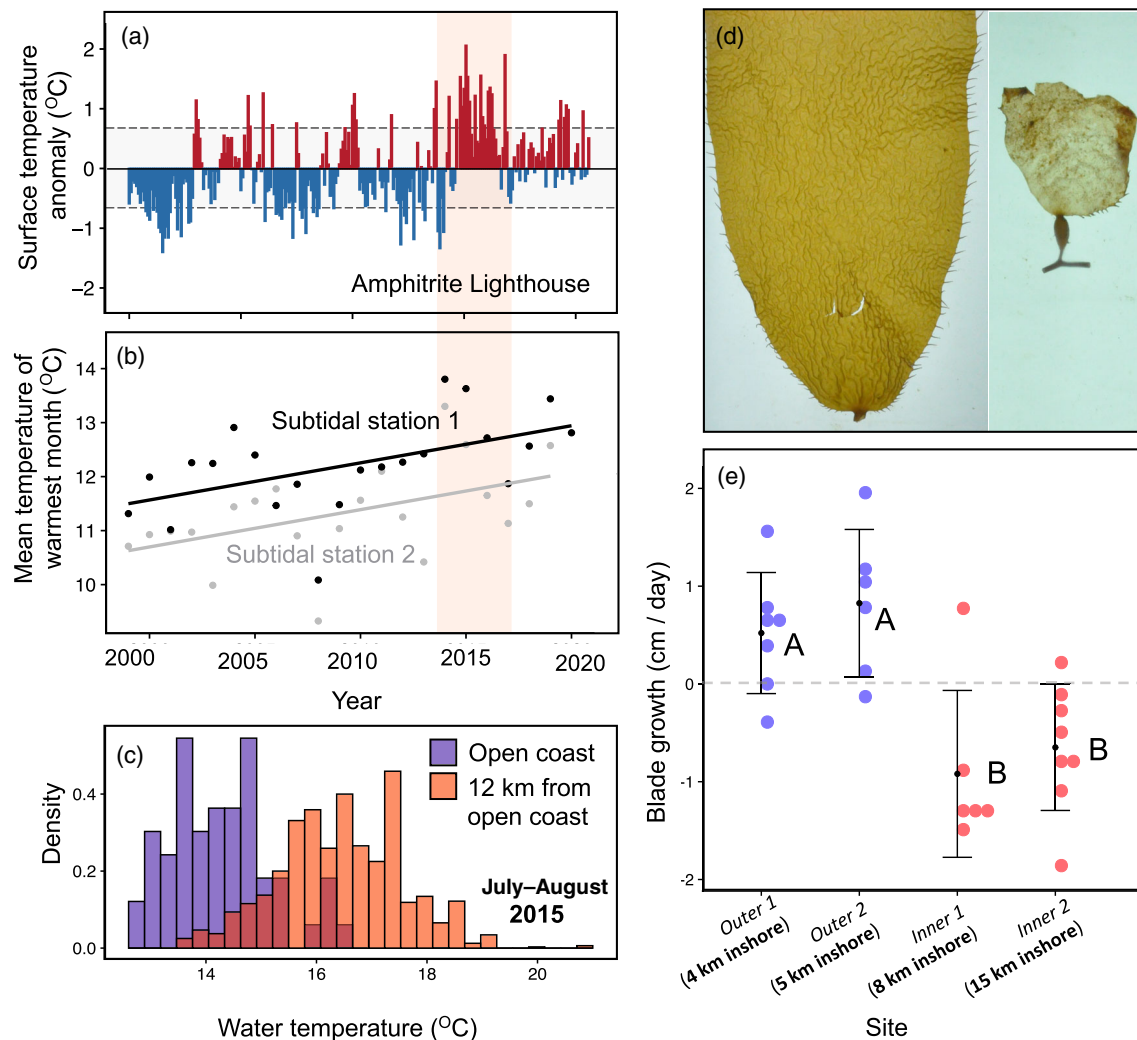 (a)
Surface temperature
anomaly (OC)
2
1
0
−1
−2
Amphitrite Lighthouse
(b)
Mean temperature of
warmest month (OC)
14
13
12
11
10
Subtidal station 1
Subtidal station 2
2000
2005
2010
2015
2020
Year
(c)
Density
0.4
0.2
0.0
Open coast
12 km from
open coast
July–August
2015
14
16
18
20
Water temperature (OC)
(d)
(e)
Blade growth (cm / day)
2
1
0
-1
-2
A
A
B
B
Outer 1
(4 km inshore)
Outer 2
(5 km inshore)
Inner 1
(8 km inshore)
Inner 2
(15 km inshore)
Site